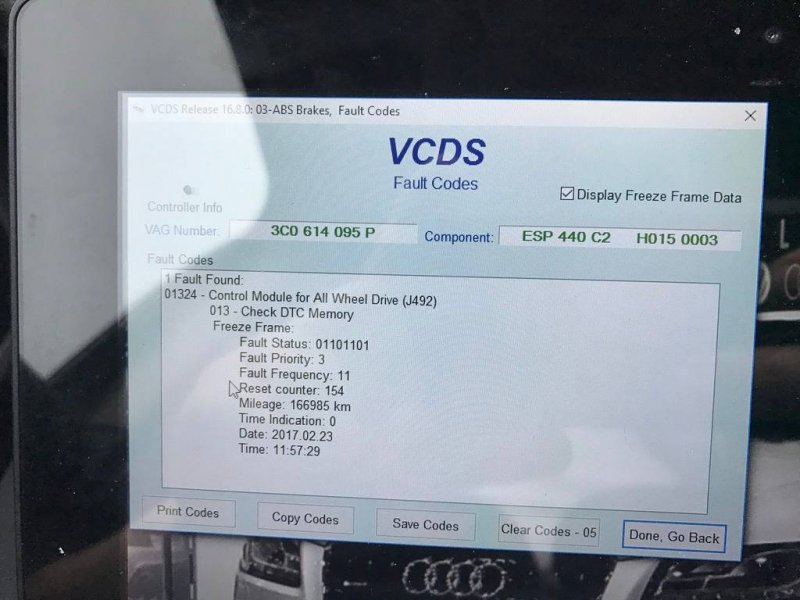 VCDS Release 16.8.0: 03-ABS Brakes, Fault Codes
VCDS
Fault Codes
Display Freeze Frame Data
Controller Info
VAG Number: 3C0 614 095 P Component: ESP 440 C2 H015 0003
Fault Codes
1 Fault Found:
01324 - Control Module for All Wheel Drive (J492)
013 - Check DTC Memory
Freeze Frame:
Fault Status: 01101101
Fault Priority: 3
Fault Frequency: 11
Reset counter: 154
Mileage: 166985 km
Time Indication: 0
Date: 2017.02.23
Time: 11:57:29
Print Codes Copy Codes Save Codes Clear Codes - 05 Done, Go Back